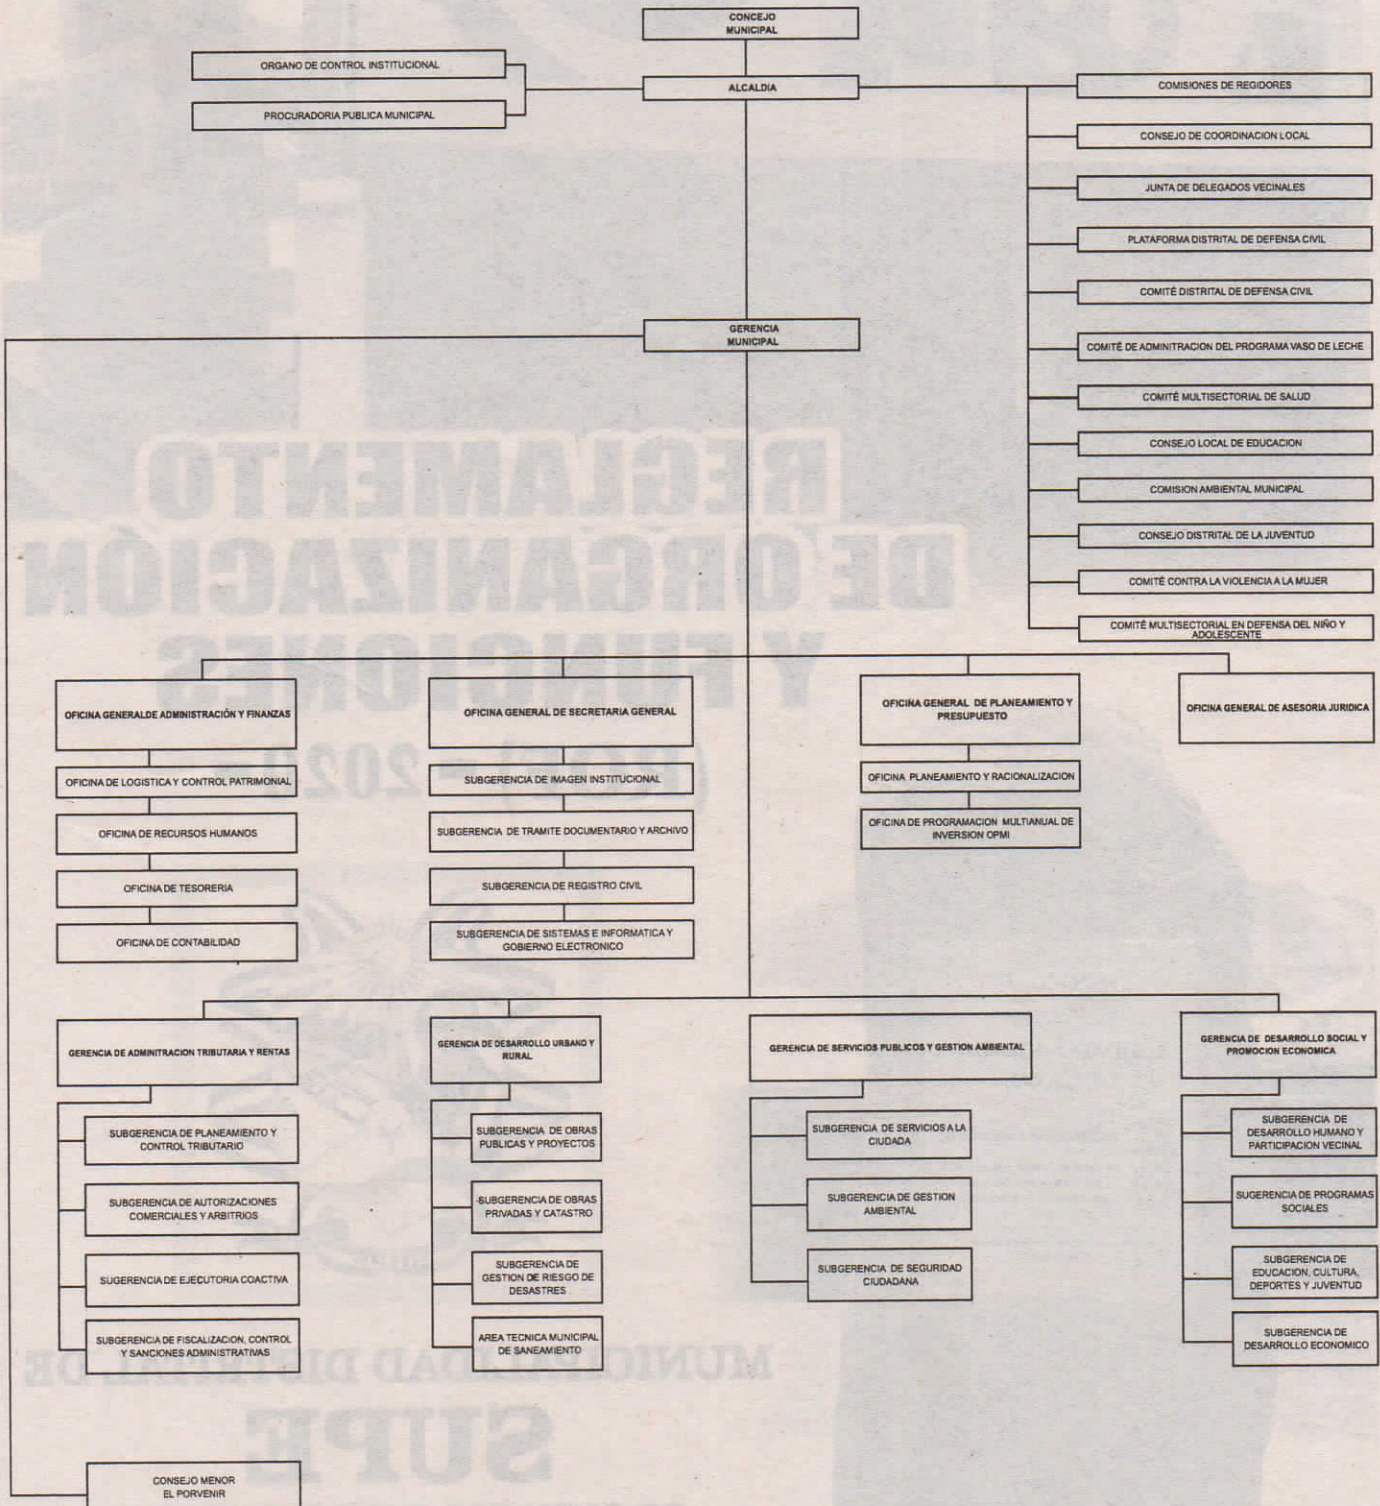 CONCEJO
MUNICIPAL
ORGANO DE CONTROL INSTITUCIONAL
ALCALDIA
PROCURADORIA PUBLICA MUNICIPAL
COMISIONES DE REGIDORES
CONSEJO DE COORDINACION LOCAL
JUNTA DE DELEGADOS VECINALES
PLATAFORMA DISTRITAL DE DEFENSA CIVIL
COMITÉ DISTRITAL DE DEFENSA CIVIL
COMITÉ DE ADMINITRACION DEL PROGRAMA VASO DE LECHE
COMITÉ MULTISECTORIAL DE SALUD
CONSEJO LOCAL DE EDUCACION
COMISION AMBIENTAL MUNICIPAL
CONSEJO DISTRITAL DE LA JUVENTUD
COMITÉ CONTRA LA VIOLENCIA A LA MUJER
COMITÉ MULTISECTORIAL EN DEFENSA DEL NIÑO Y
ADOLESCENTE
GERENCIA
MUNICIPAL
REGLAMENTO
DE ORGANIZACIÓN
Y FUNCIONES
OFICINA GENERALDE ADMINISTRACIÓN Y FINANZAS
OFICINA DE LOGISTICA Y CONTROL PATRIMONIAL
OFICINA DE RECURSOS HUMANOS
OFICINA DE TESORERIA
OFICINA DE CONTABILIDAD
OFICINA GENERAL DE SECRETARIA GENERAL
SUBGERENCIA DE IMAGEN INSTITUCIONAL
SUBGERENCIA DE TRAMITE DOCUMENTARIO Y ARCHIVO
SUBGERENCIA DE REGISTRO CIVIL
SUBGERENCIA DE SISTEMAS E INFORMATICA Y
GOBIERNO ELECTRONICO
OFICINA GENERAL DE PLANEAMIENTO Y
PRESUPUESTO
OFICINA PLANEAMIENTO Y RACIONALIZACION
OFICINA DE PROGRAMACION MULTIANUAL DE
INVERSION OPMI
OFICINA GENERAL DE ASESORIA JURIDICA
GERENCIA DE ADMINITRACION TRIBUTARIA Y RENTAS
SUBGERENCIA DE PLANEAMIENTO Y
CONTROL TRIBUTARIO
SUBGERENCIA DE AUTORIZACIONES
COMERCIALES Y ARBITRIOS
SUGERENCIA DE EJECUTORIA COACTIVA
SUBGERENCIA DE FISCALIZACION, CONTROL
Y SANCIONES ADMINISTRATIVAS
GERENCIA DE DESARROLLO URBANO Y
RURAL
SUBGERENCIA DE OBRAS
PUBLICAS Y PROYECTOS
SUBGERENCIA DE OBRAS
PRIVADAS Y CATASTRO
SUBGERENCIA DE
GESTION DE RIESGO DE
DESASTRES
AREA TECNICA MUNICIPAL
DE SANEAMIENTO
GERENCIA DE SERVICIOS PUBLICOS Y GESTION AMBIENTAL
SUBGERENCIA DE SERVICIOS A LA
CIUDADA
SUBGERENCIA DE GESTION
AMBIENTAL
SUBGERENCIA DE SEGURIDAD
CIUDADANA
GERENCIA DE DESARROLLO SOCIAL Y
PROMOCION ECONOMICA
SUBGERENCIA DE
DESARROLLO HUMANO Y
PARTICIPACION VECINAL
SUGERENCIA DE PROGRAMAS
SOCIALES
SUBGERENCIA DE
EDUCACION, CULTURA,
DEPORTES Y JUVENTUD
SUBGERENCIA DE
DESARROLLO ECONOMICO
MUNICIPALIDAD DISTRITAL DE
SUPE
CONSEJO MENOR
EL PORVENIR